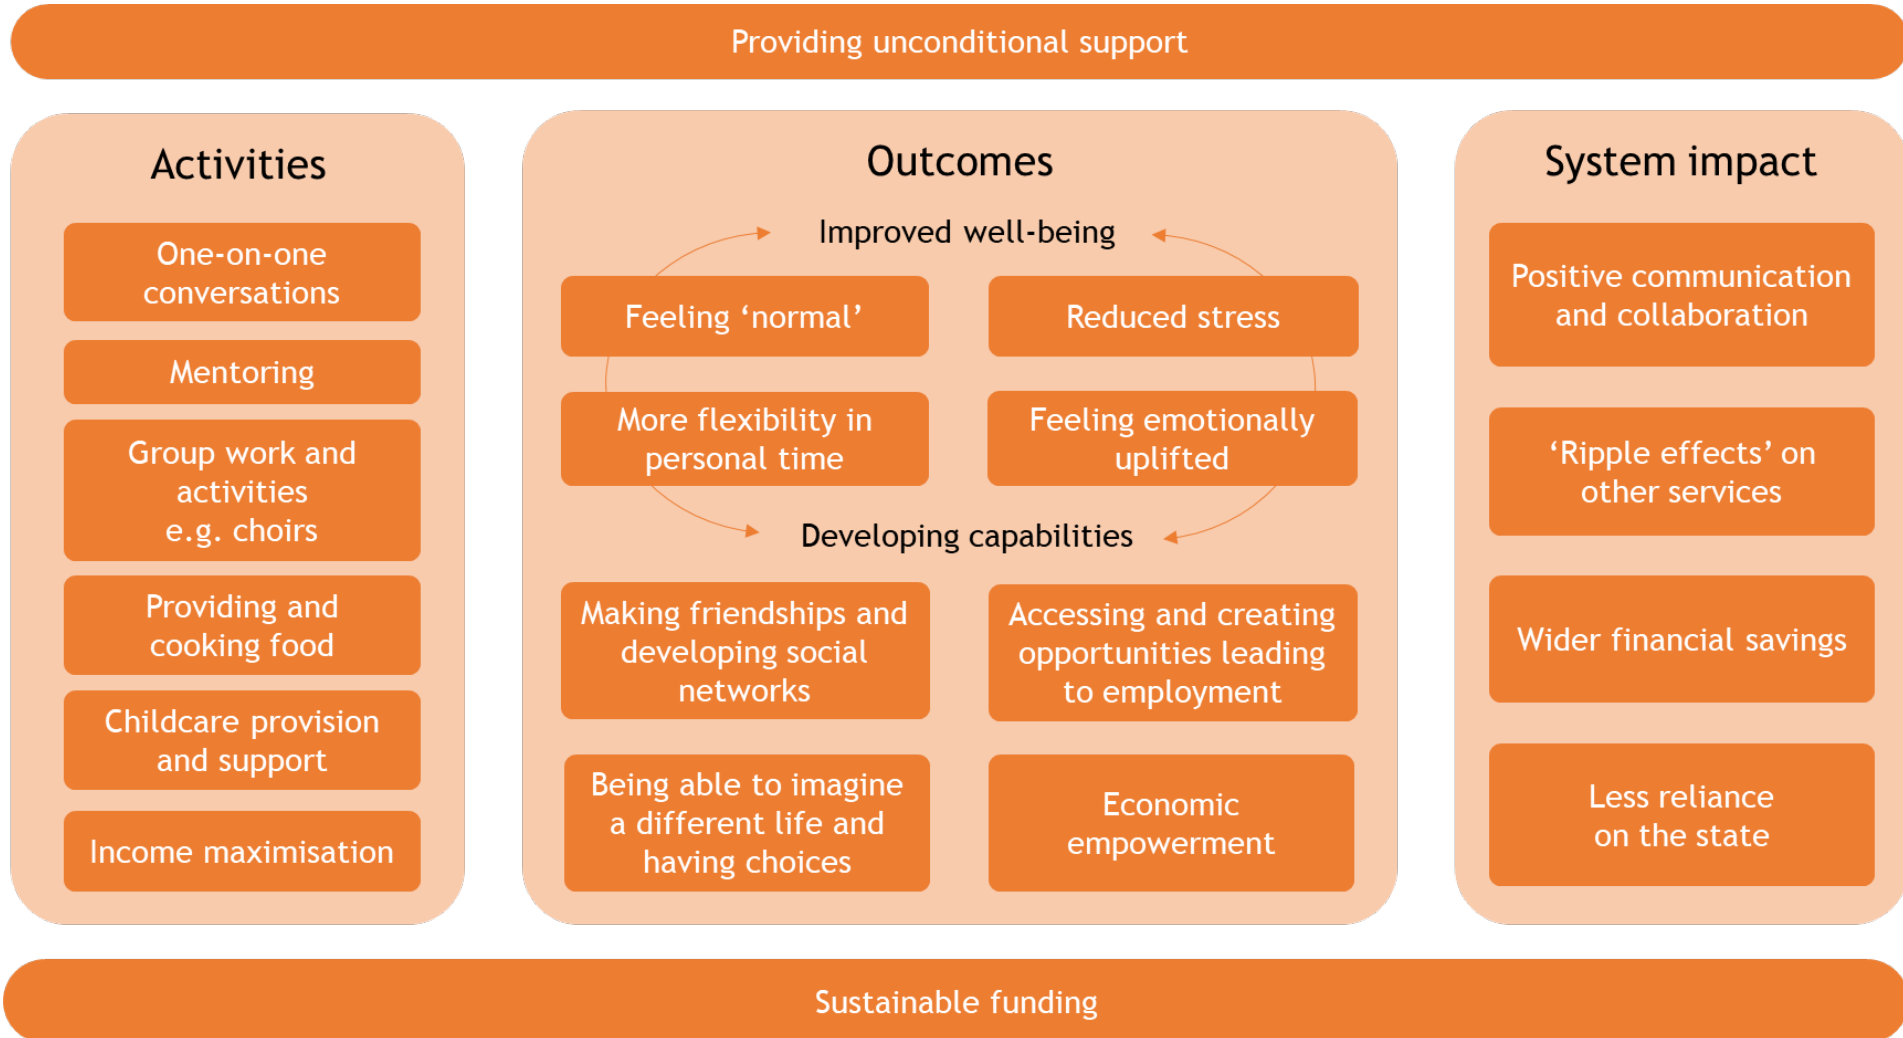 Providing unconditional support
Activities
One-on-one
conversations
Mentoring
Group work and
activities
e.g. choirs
Providing and
cooking food
Childcare provision
and support
Income maximisation
Outcomes
Improved well-being
Feeling ‘normal’
Reduced stress
More flexibility in
personal time
Feeling emotionally
uplifted
Developing capabilities
Making friendships and
developing social
networks
Accessing and creating
opportunities leading
to employment
Being able to imagine
a different life and
having choices
Economic
empowerment
System impact
Positive communication
and collaboration
‘Ripple effects’ on
other services
Wider financial savings
Less reliance
on the state
Sustainable funding